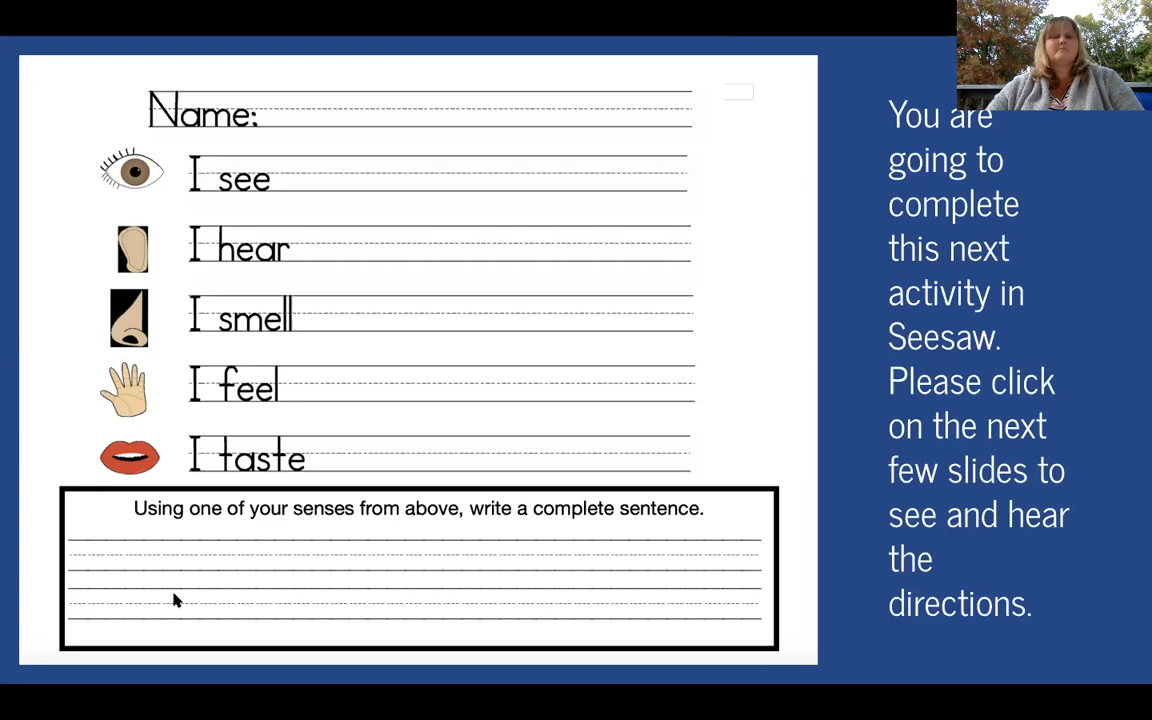 Name:
I see
I hear
I smell
I feel
I taste
Using one of your senses from above, write a complete sentence.
You are
going to
complete
this next
activity in
Seesaw.
Please click
on the next
few slides to
see and hear
the
directions.